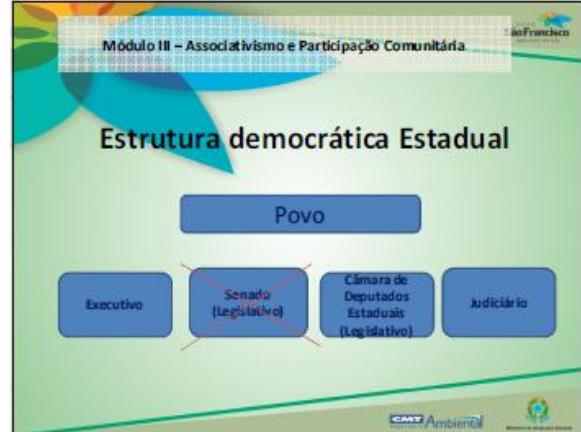 Módulo III – Associativismo e Participação Comunitária
São Francisco
Estrutura democrática Estadual
Povo
Executivo
Senado
(Legislativo)
Câmara de
Deputados
Estaduais
(Legislativo)
Judiciário
CMT Ambiental